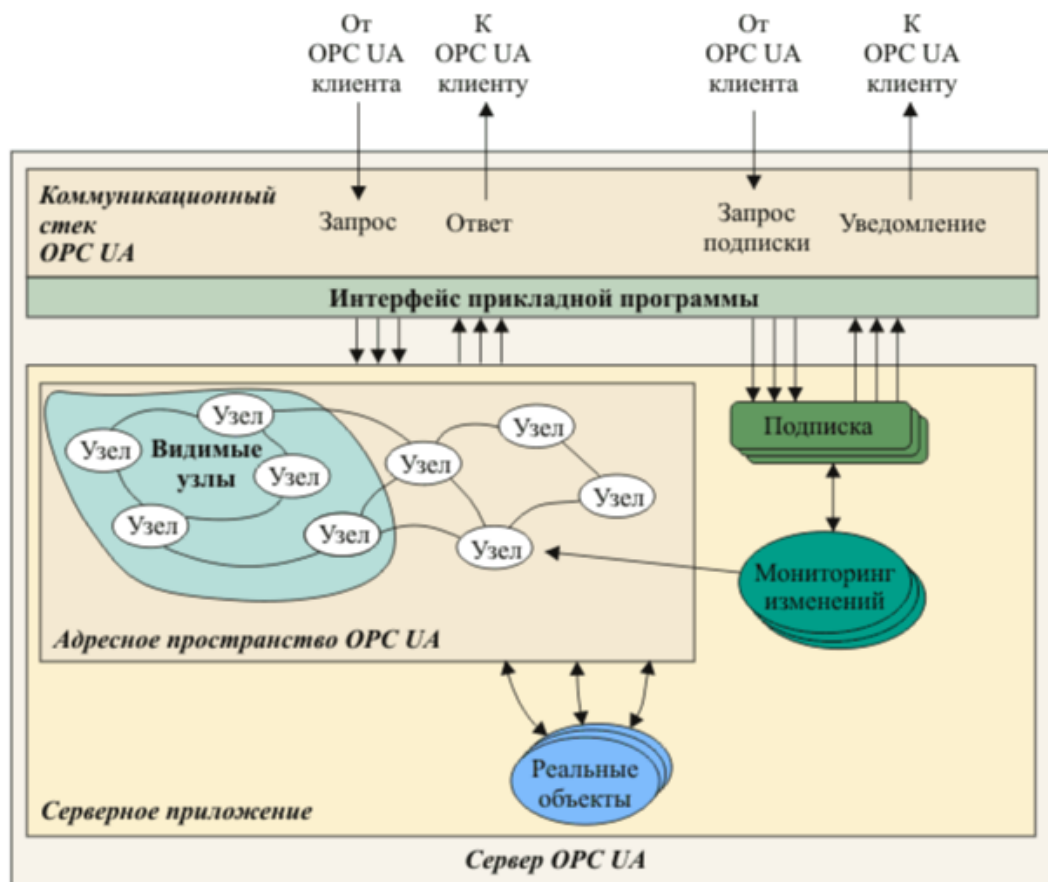 От
OPC UA
клиента
К
OPC UA
клиенту
От
OPC UA
клиента
К
OPC UA
клиенту
Коммуникационный
стек
OPC UA
Запрос
Ответ
Запрос
подписки
Уведомление
Интерфейс прикладной программы
Узел
Узел
Видимые
узлы
Узел
Узел
Узел
Узел
Узел
Узел
Узел
Подписка
Мониторинг
изменений
Адресное пространство OPC UA
Реальные
объекты
Серверное приложение
Сервер OPC UA